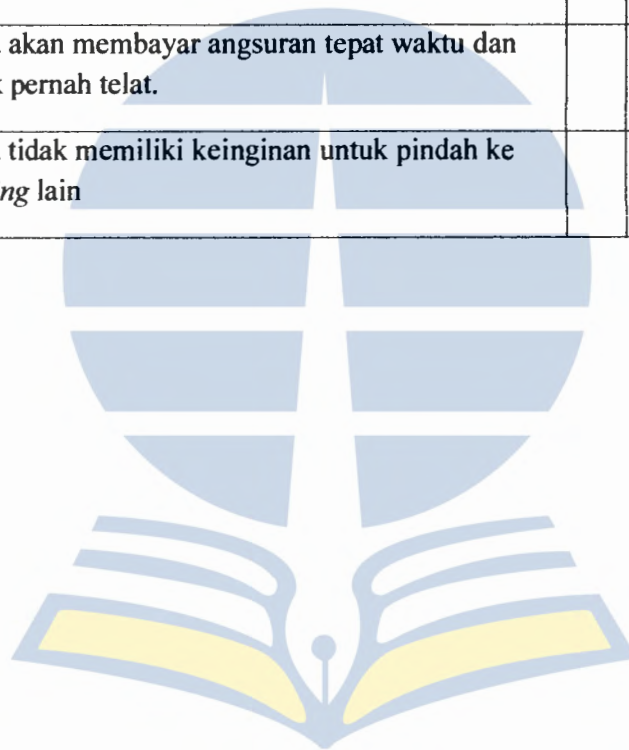 akan membayar angsuran tepat waktu dan
pernah telat.
tidak memiliki keinginan untuk pindah ke
lain